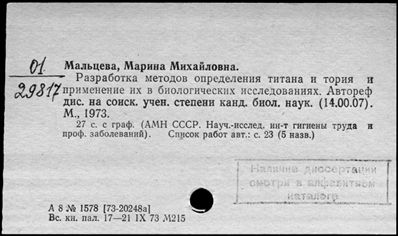 01
29817
Мальцева, Марина Михайловна.
Разработка методов определения титана и тория и
применение их в биологических исследованиях. Автореф
дис. на соиск. учен. степени канд. биол. наук. (14.00.07).
М., 1973.
27 с. с граф. (АМН СССР. Науч.-исслед. ин-т гигиены труда и
проф. заболеваний). Список работ авт.: с. 23 (5 назв.)
Наличие диссертации
смотри в алфавитном
каталоге
А 8 № 1578 [73-20248а]
Вс. кн. пал. 17—21 IX 73 М215